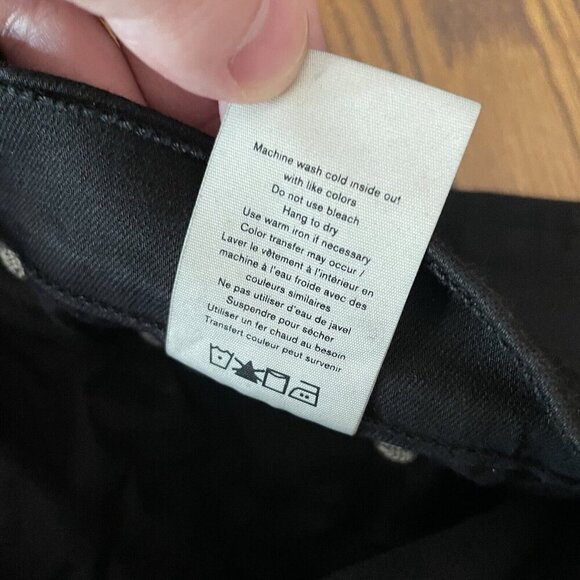 Machine wash cold inside out
with like colors
Do not use bleach
Hang to dry
Use warm iron if necessary
Color transfer may occur /
Laver le vêtement à l'intérieur en
machine à l'eau froide avec des
couleurs similaires
Ne pas utiliser d'eau de javel
Suspendre pour sécher
Utiliser un fer chaud au besoin
Transfert couleur peut survenir